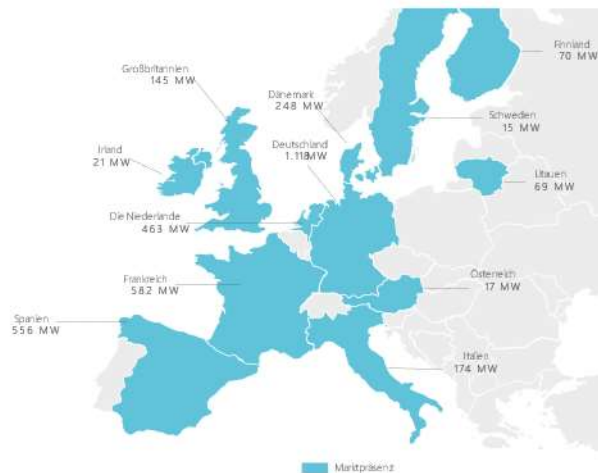 Finnland
70 MW
Großbritannien
145 MW
Dänemark
248 MW
Schweden
15 MW
Deutschland
1.118MW
Irland
21 MW
Litauen
69 MW
Die Niederlande
463 MW
Frankreich
582 MW
Österreich
17 MW
Spanien
556 MW
Italien
174 MW
Marktpräsenz